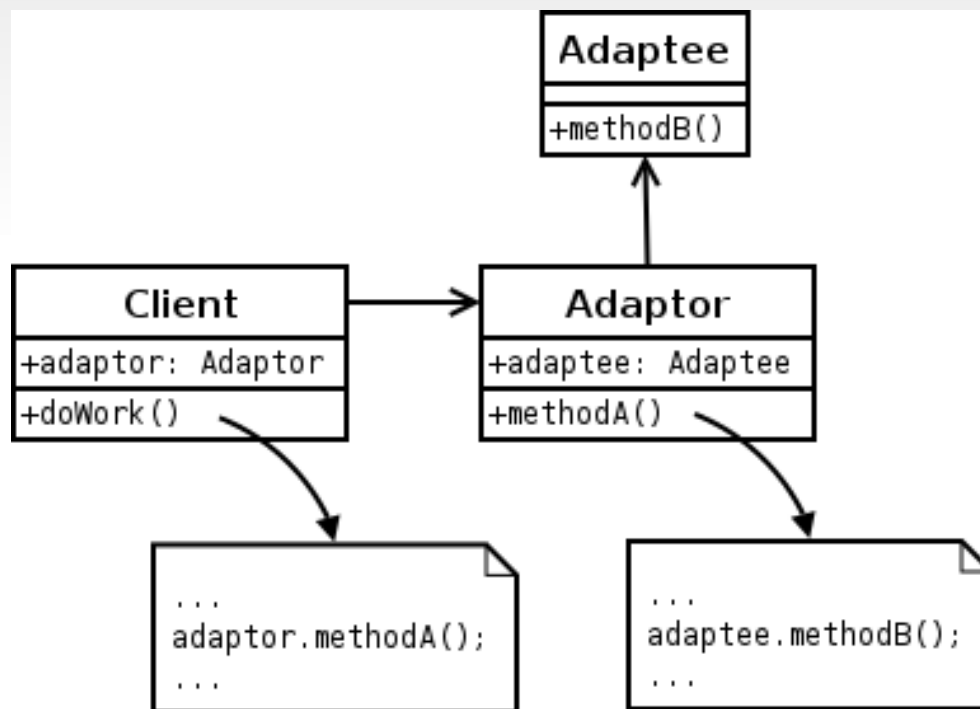 Adaptee
+methodB()
Client
+adaptor: Adaptor
+doWork()
Adaptor
+adaptee: Adaptee
+methodA()
...
adaptor.methodA();
...
...
adaptee.methodB();
...